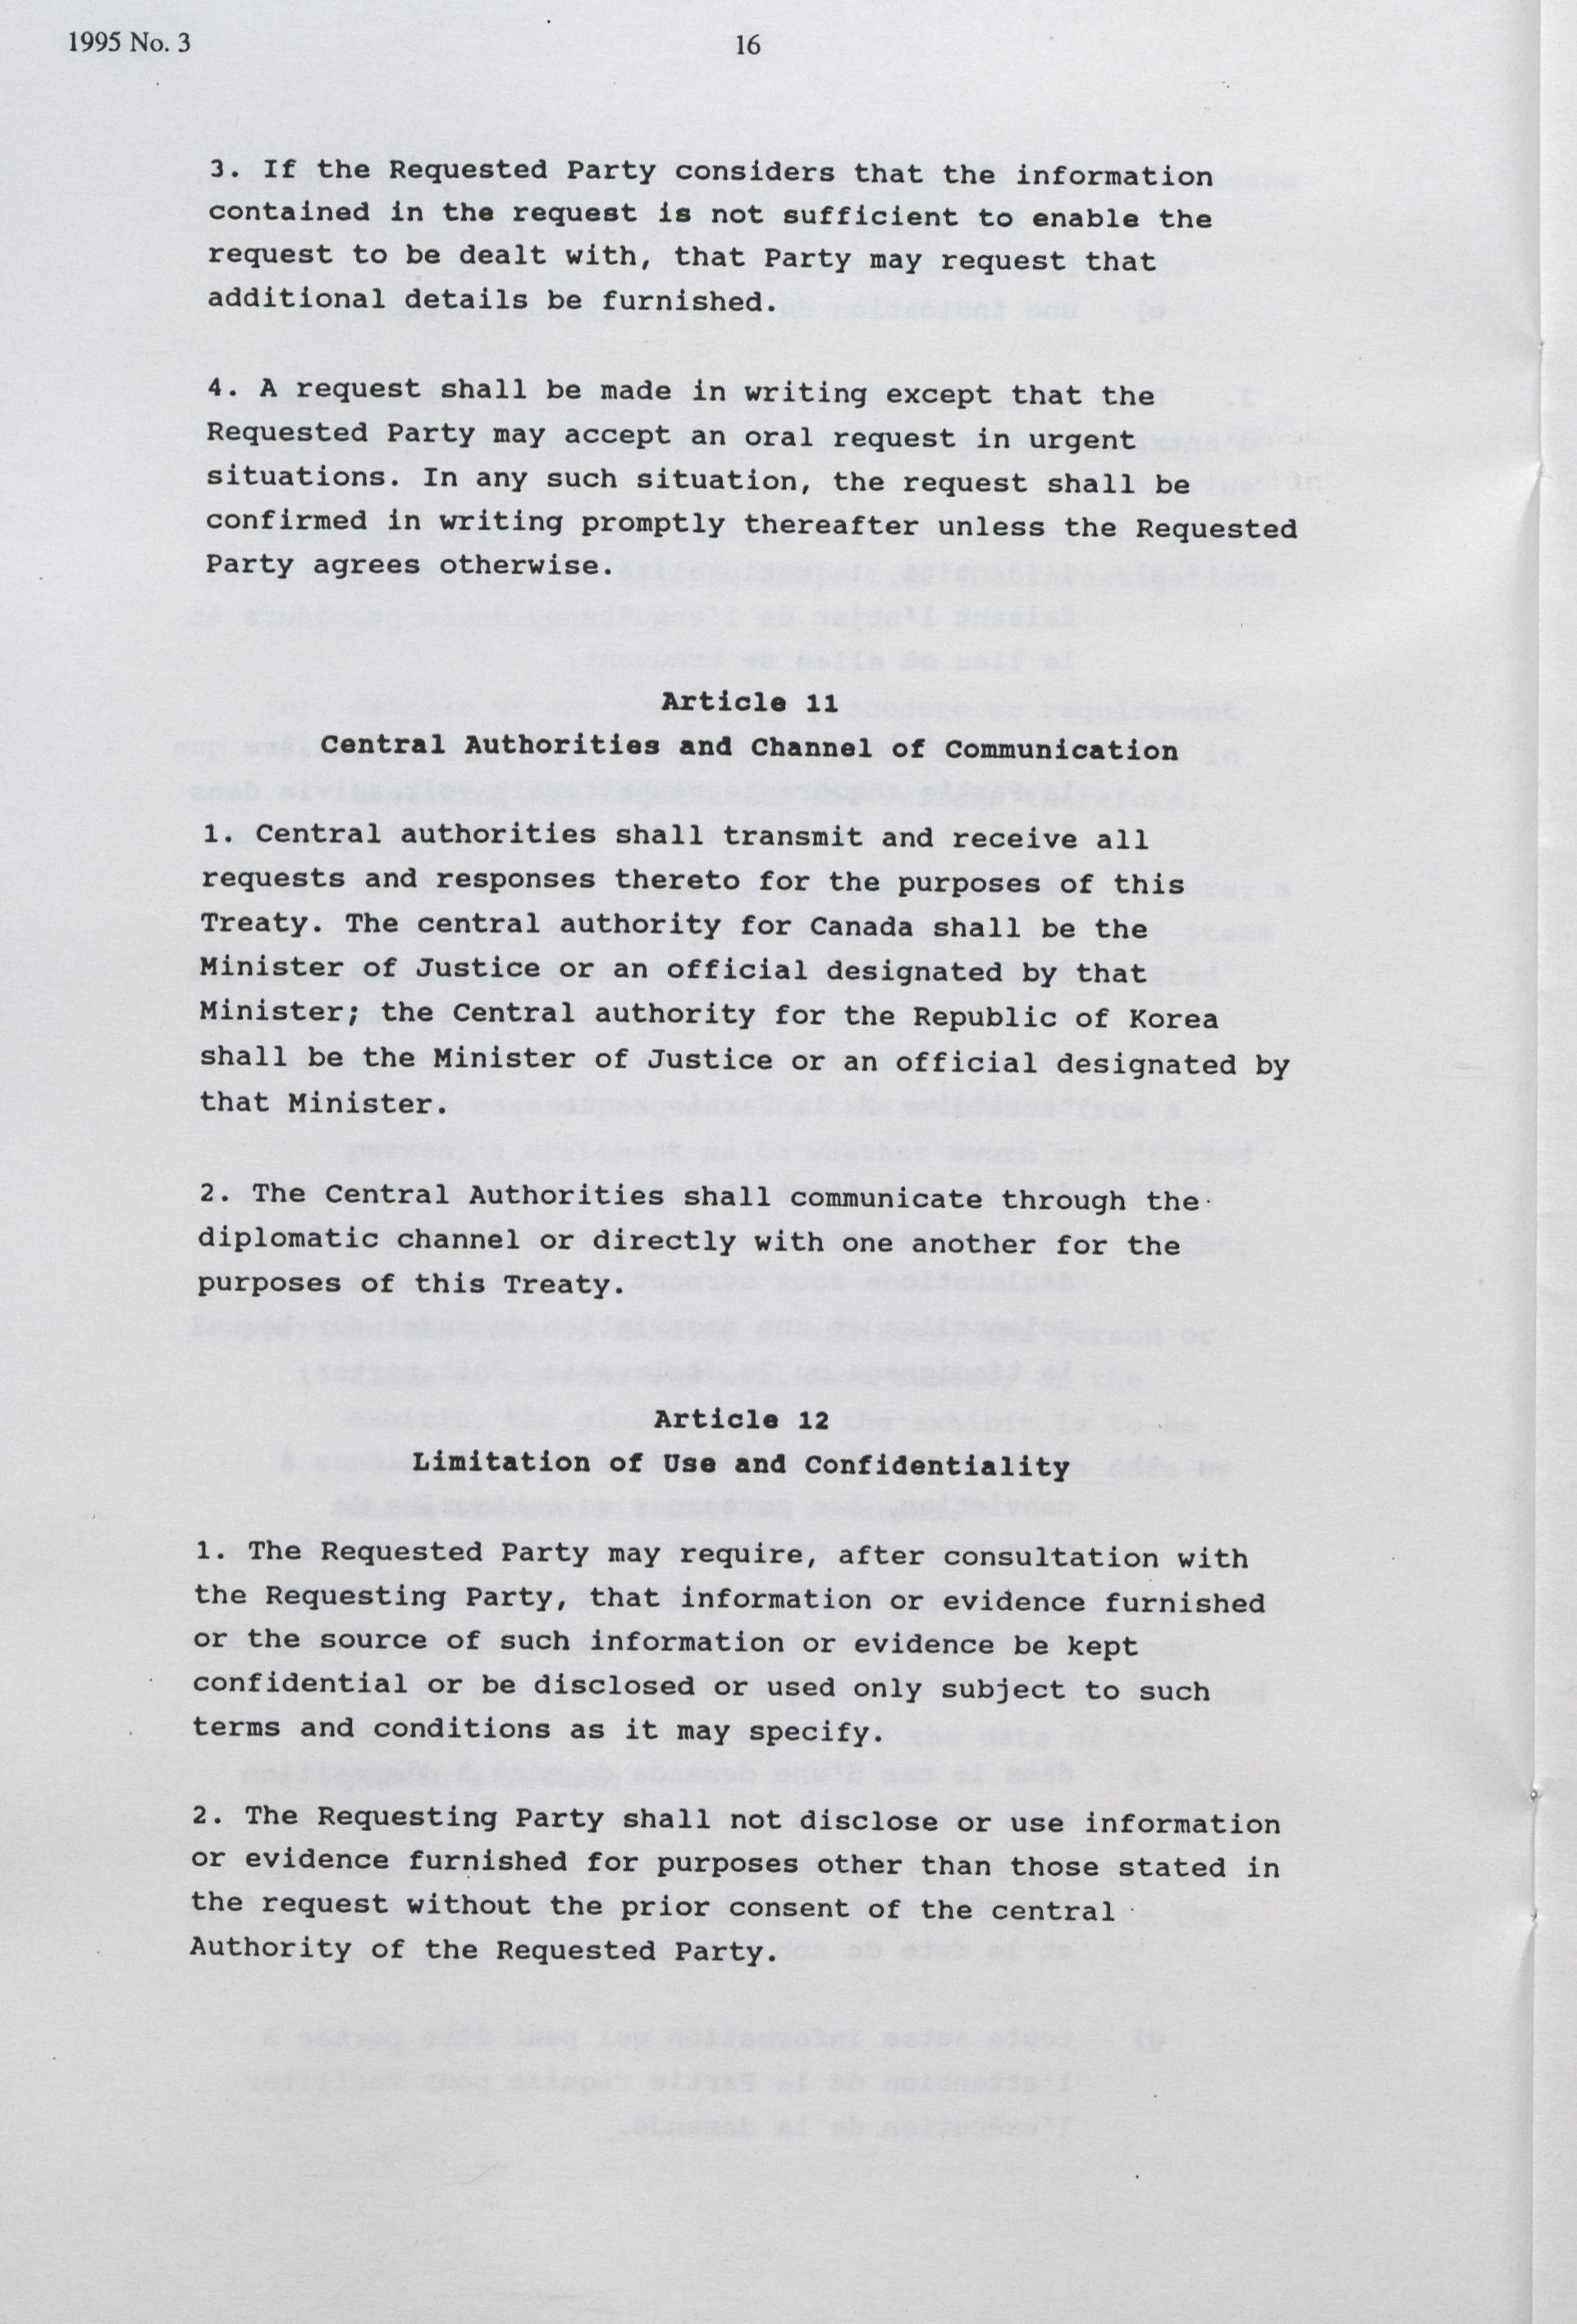 1995 No. 3
16
3. If the Requested Party considers that the information
contained in the request is not sufficient to enable the
request to be dealt with, that Party may request that
additional details be furnished.
4. A request shall be made in writing except that the
Requested Party may accept an oral request in urgent
situations. In any such situation, the request shall be
confirmed in writing promptly thereafter unless the Requested
Party agrees otherwise.
Article 11
Central Authorities and Channel of Communication
1. Central authorities shall transmit and receive all
requests and responses thereto for the purposes of this
Treaty. The central authority for Canada shall be the
Minister of Justice or an official designated by that
Minister; the Central authority for the Republic of Korea
shall be the Minister of Justice or an official designated by
that Minister.
2. The Central Authorities shall communicate through the
diplomatic channel or directly with one another for the
purposes of this Treaty.
Article 12
Limitation of Use and Confidentiality
1. The Requested Party may require, after consultation with
the Requesting Party, that information or evidence furnished
or the source of such information or evidence be kept
confidential or be disclosed or used only subject to such
terms and conditions as it may specify.
2. The Requesting Party shall not disclose or use information
or evidence furnished for purposes other than those stated in
the request without the prior consent of the central
Authority of the Requested Party.